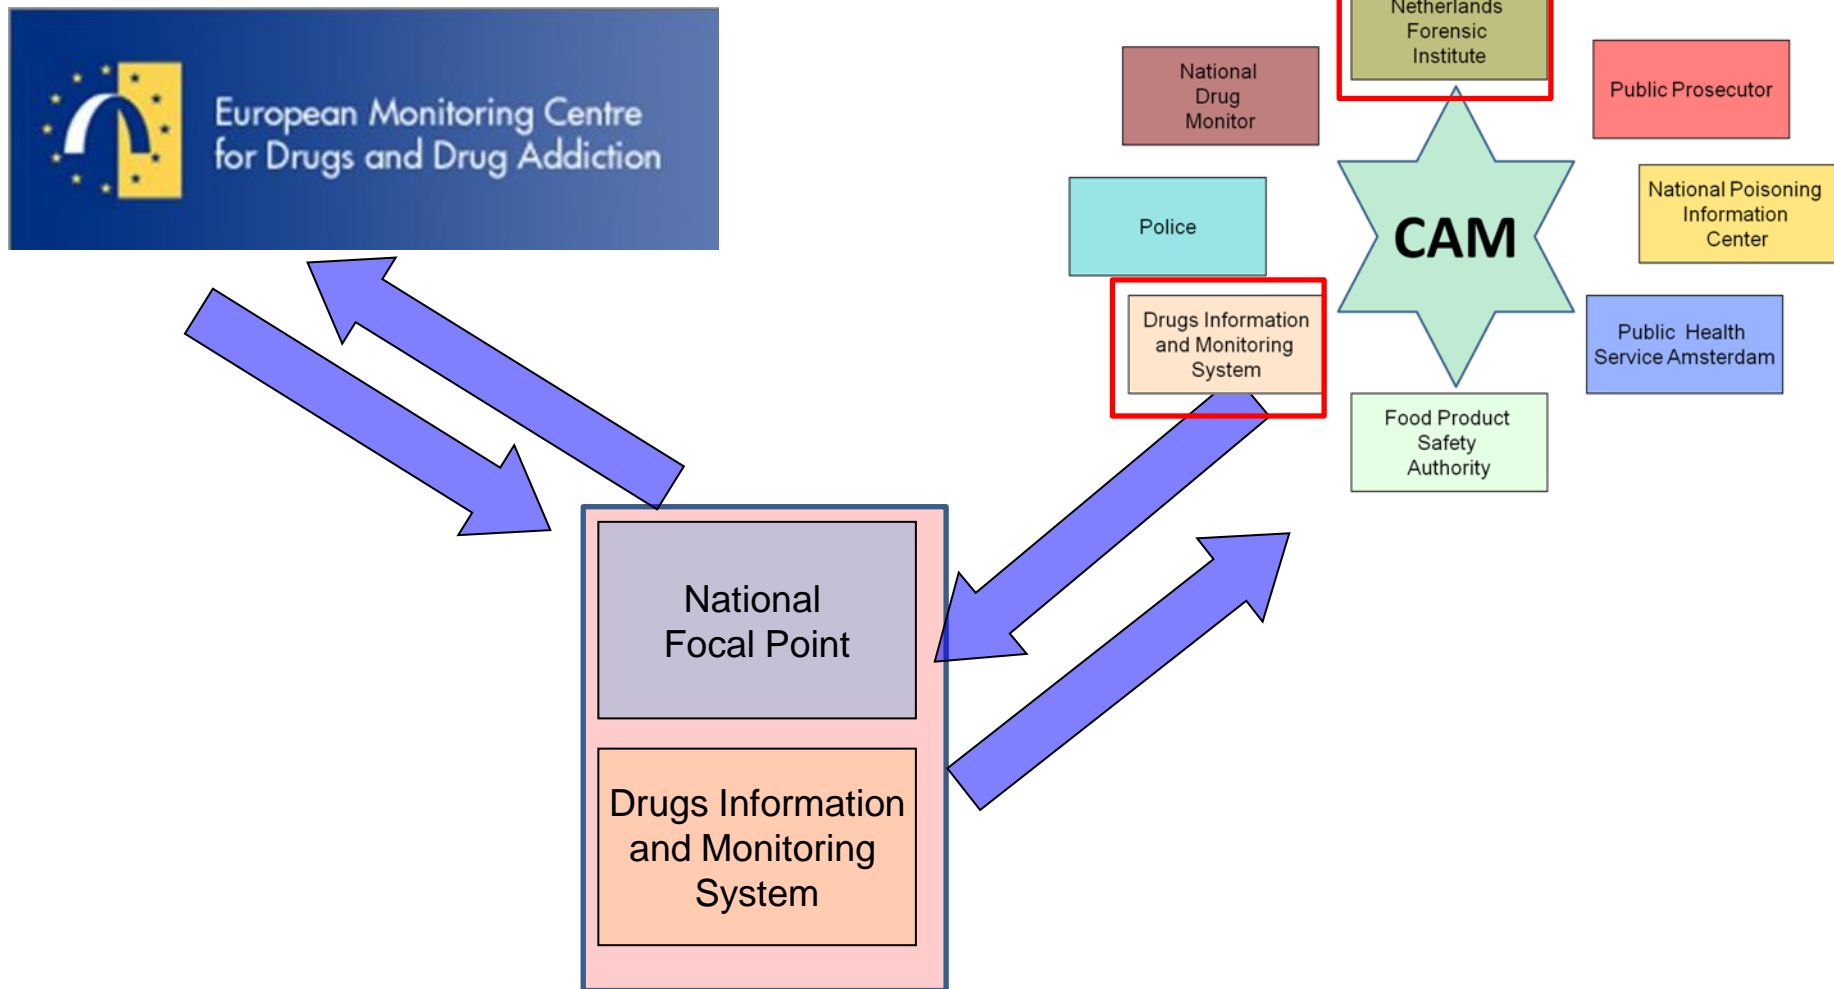 European Monitoring Centre
for Drugs and Drug Addiction
Netherlands
Forensic
Institute
National
Drug
Monitor
Public Prosecutor
Police
CAM
National Poisoning
Information
Center
Drugs Information
and Monitoring
System
Public Health
Service Amsterdam
Food Product
Safety
Authority
National
Focal Point
Drugs Information
and Monitoring
System